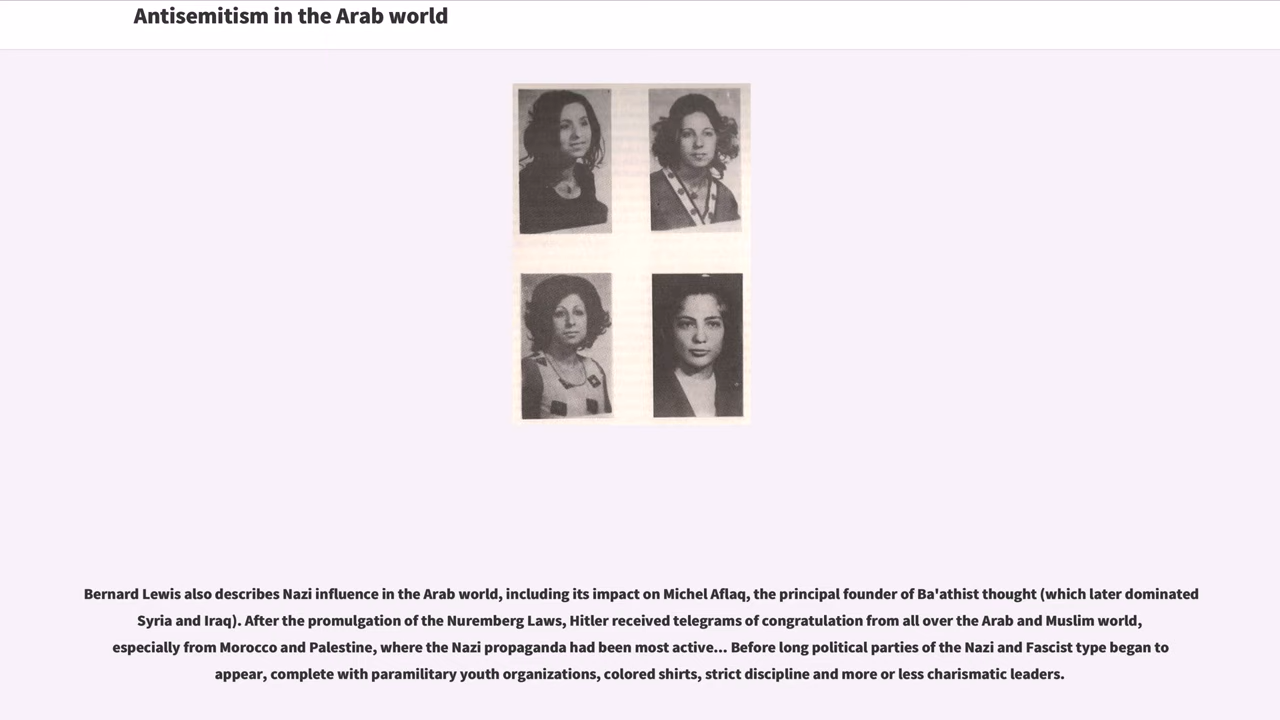 Antisemitism in the Arab world
Bernard Lewis also describes Nazi influence in the Arab world, including its impact on Michel Aflaq, the principal founder of Ba'athist thought (which later dominated
Syria and Iraq). After the promulgation of the Nuremberg Laws, Hitler received telegrams of congratulation from all over the Arab and Muslim world,
especially from Morocco and Palestine, where the Nazi propaganda had been most active... Before long political parties of the Nazi and Fascist type began to
appear, complete with paramilitary youth organizations, colored shirts, strict discipline and more or less charismatic leaders.